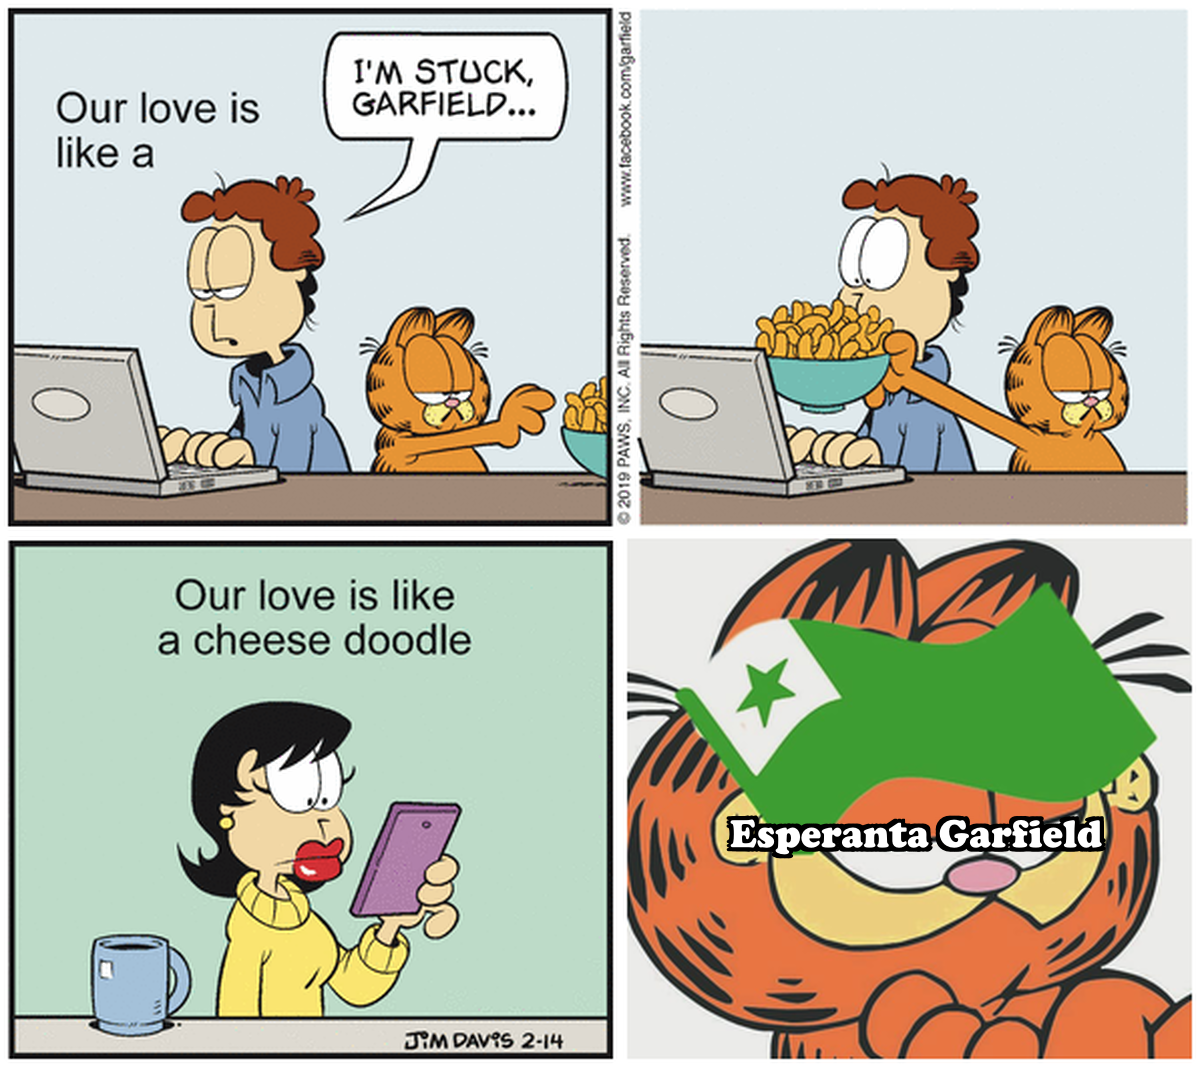 Our love is
like a
I'M STUCK,
GARFIELD...
© 2019 PAWS, INC. All Rights Reserved. www.facebook.com/garfield
Our love is like
a cheese doodle
JIM DAVIS 2-14
Esperanta Garfield